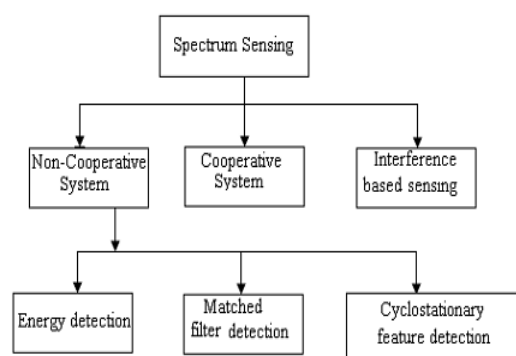 Spectrum Sensing
Non-Cooperative
System
Cooperative
System
Interference
based sensing
Energy detection
Matched
filter detection
Cyclostationary
feature detection